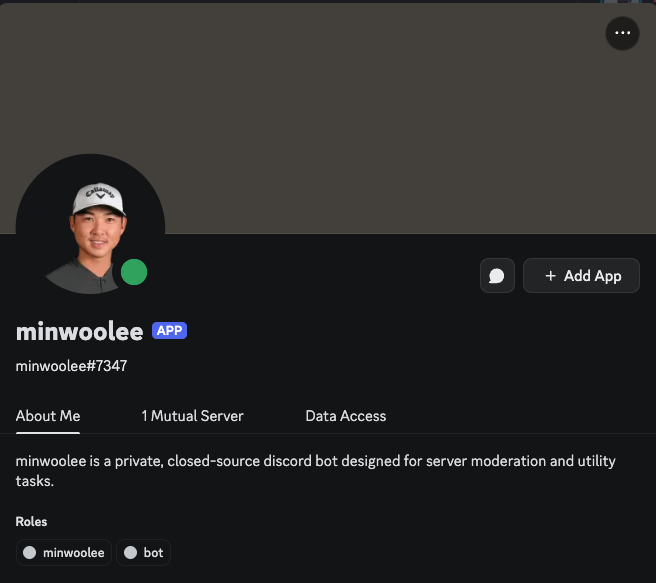 Callaway
minwoolee APP
+ Add App
minwoolee#7347
About Me 1 Mutual Server Data Access
minwoolee is a private, closed-source discord bot designed for server moderation and utility
tasks.
Roles
minwoolee bot